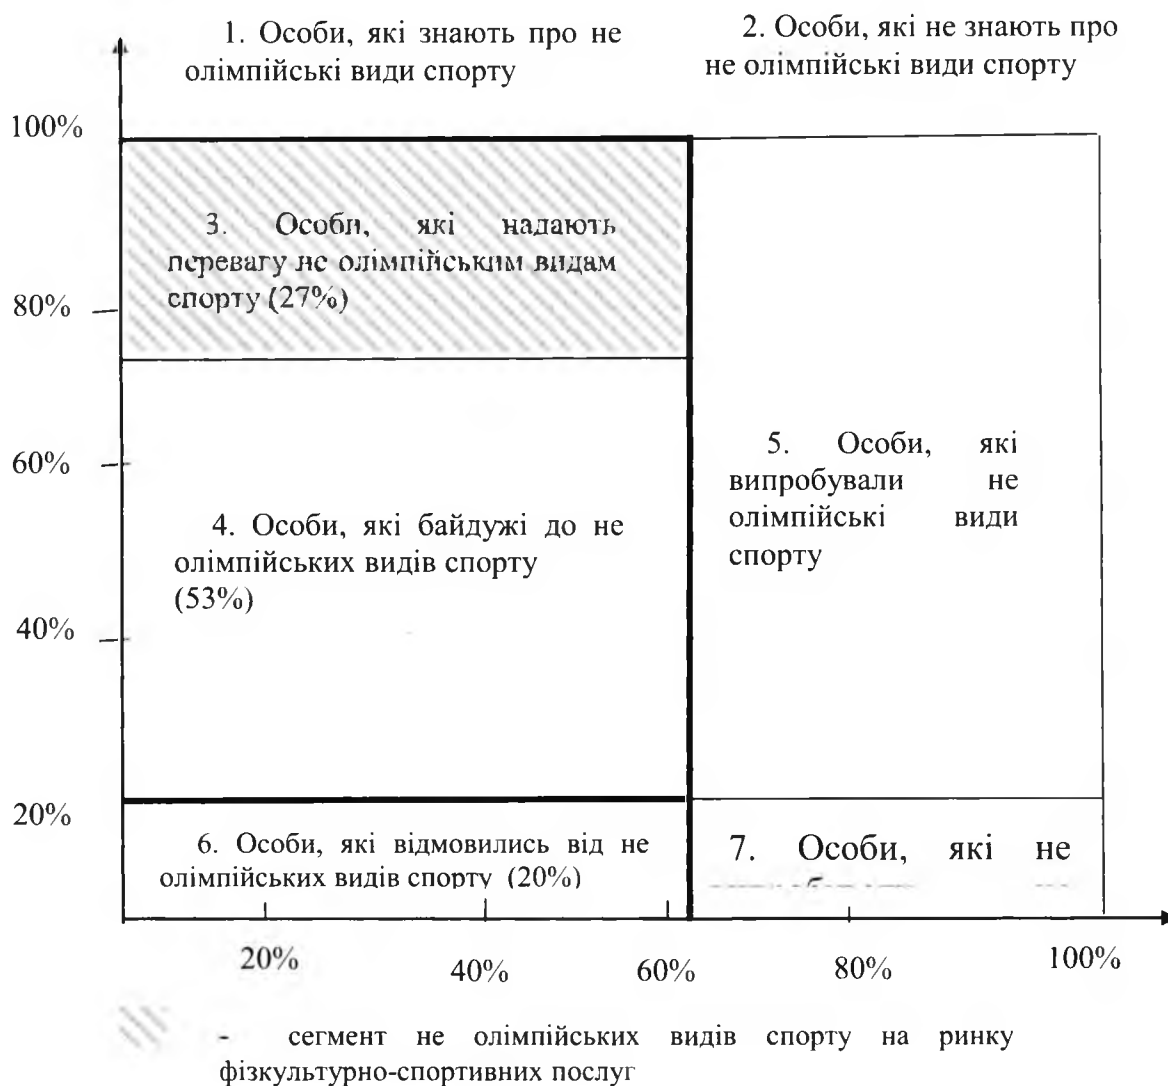 1. Особи, які знають про не
олімпійські види спорту
2. Особи, які не знають про
не олімпійські види спорту
100%
3. Особи, які надають
перевагу не олімпійським видам
спорту (27%)
80%
60%
5. Особи, які
випробували не
олімпійські види
спорту
4. Особи, які байдужі до не
олімпійських видів спорту
(53%)
40%
20%
6. Особи, які відмовились від не
олімпійських видів спорту (20%)
7. Особи, які не
20%
40%
60%
80%
100%
- сегмент не олімпійських видів спорту на ринку
фізкультурно-спортивних послуг